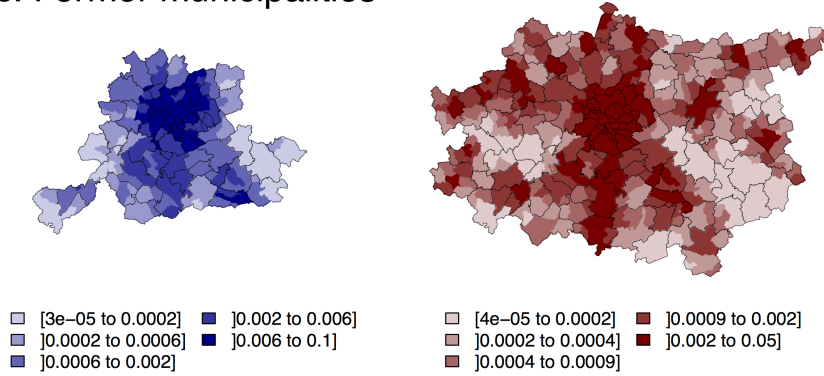 Former municipalities
[3e−05 to 0.0002]
]0.0002 to 0.0006]
]0.0006 to 0.002]
]0.002 to 0.006]
]0.006 to 0.1]
[4e−05 to 0.0002]
]0.0002 to 0.0004]
]0.0004 to 0.0009]
]0.0009 to 0.002]
]0.002 to 0.05]